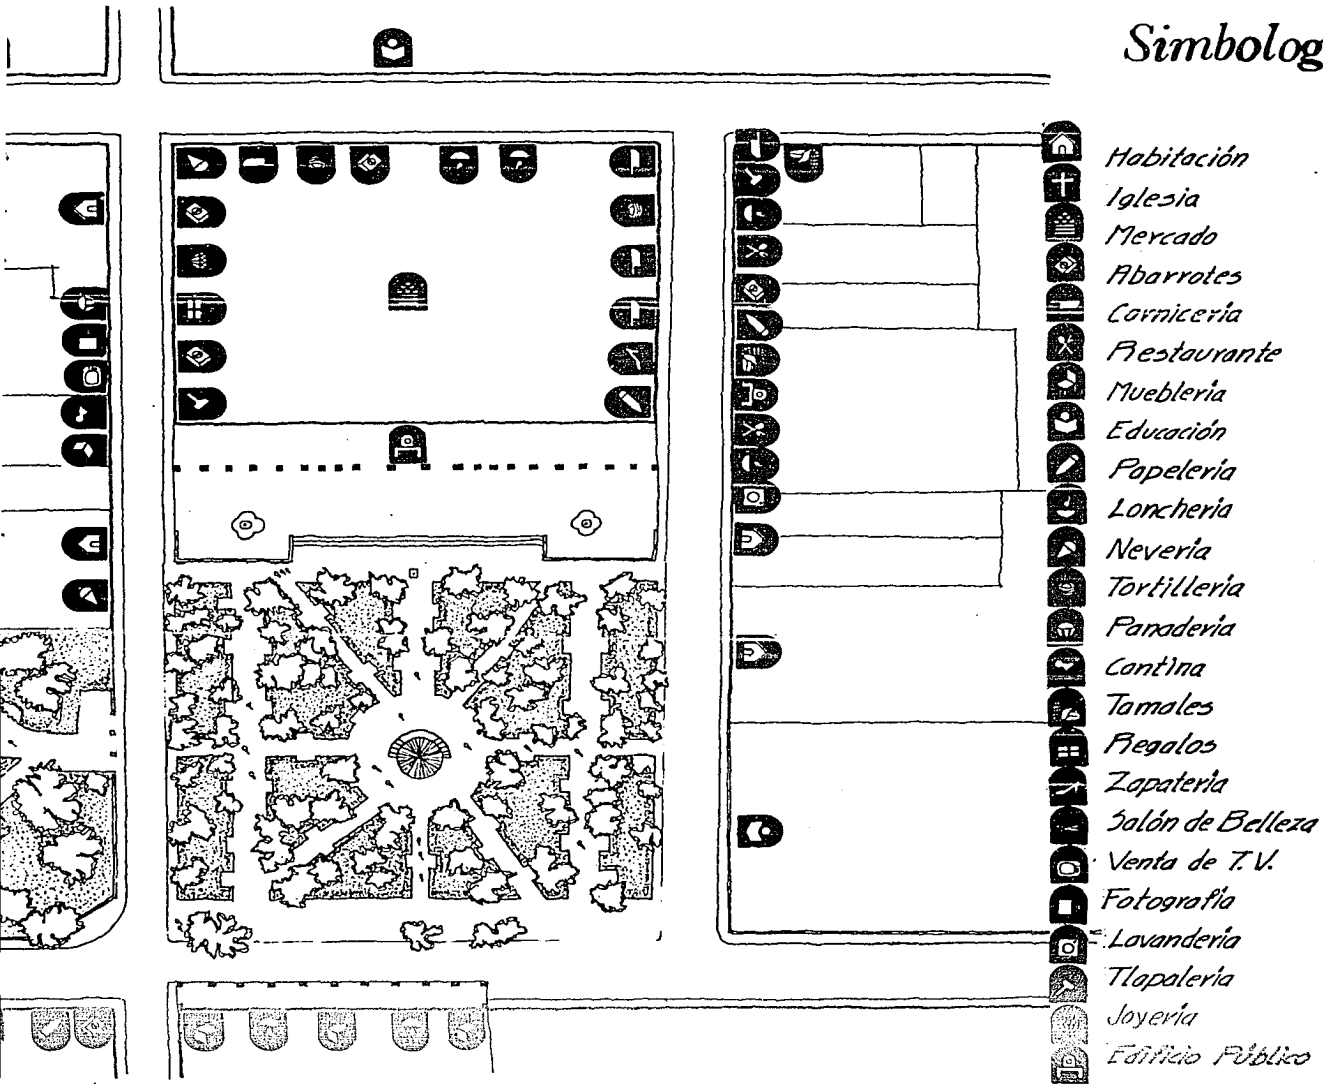 Simbolog
Habitación
Iglesia
Mercado
Abarrotes
Carnicería
Restaurante
Mueblería
Educación
Papelería
Lonchería
Nevería
Tortillería
Panadería
Cantina
Tamales
Regalos
Zapatería
Salón de Belleza
Venta de T.V.
Fotografía
Lavandería
Tlapalería
Joyería
Edificio Público